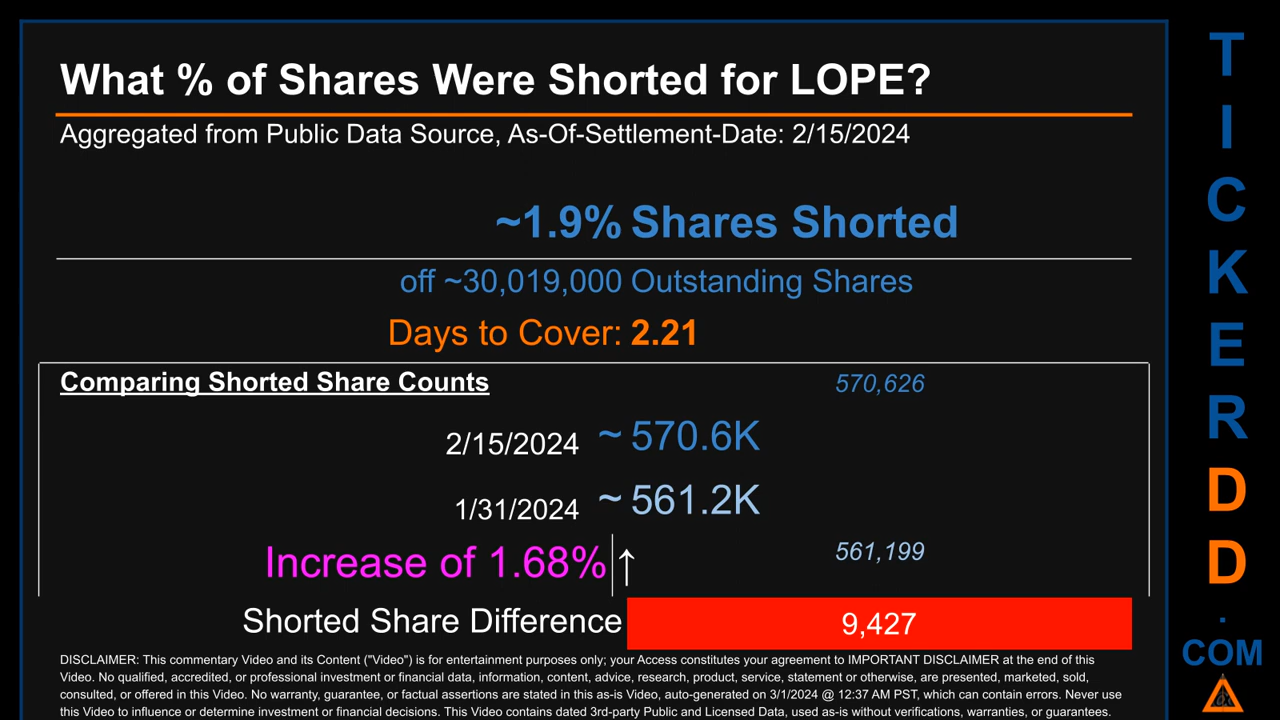 What % of Shares Were Shorted for LOPE?
Aggregated from Public Data Source, As-Of-Settlement-Date: 2/15/2024
~1.9% Shares Shorted
off ~30,019,000 Outstanding Shares
Days to Cover: 2.21
Comparing Shorted Share Counts
570,626
2/15/2024 ~ 570.6K
1/31/2024 ~ 561.2K
561,199
Increase of 1.68% ↑
Shorted Share Difference 9,427
DISCLAIMER: This commentary Video and its Content ("Video") is for entertainment purposes only; your Access constitutes your agreement to IMPORTANT DISCLAIMER at the end of this
Video. No qualified, accredited, or professional investment or financial data, information, content, advice, research, product, service, statement or otherwise, are presented, marketed, sold,
consulted, or offered in this Video. No warranty, guarantee, or factual assertions are stated in this as-is Video, auto-generated on 3/1/2024 @ 12:37 AM PST, which can contain errors. Never use
this Video to influence or determine investment or financial decisions. This Video contains dated 3rd-party Public and Licensed Data, used as-is without verifications, warranties, or guarantees.
T
I
C
K
E
R
D
D
.
COM